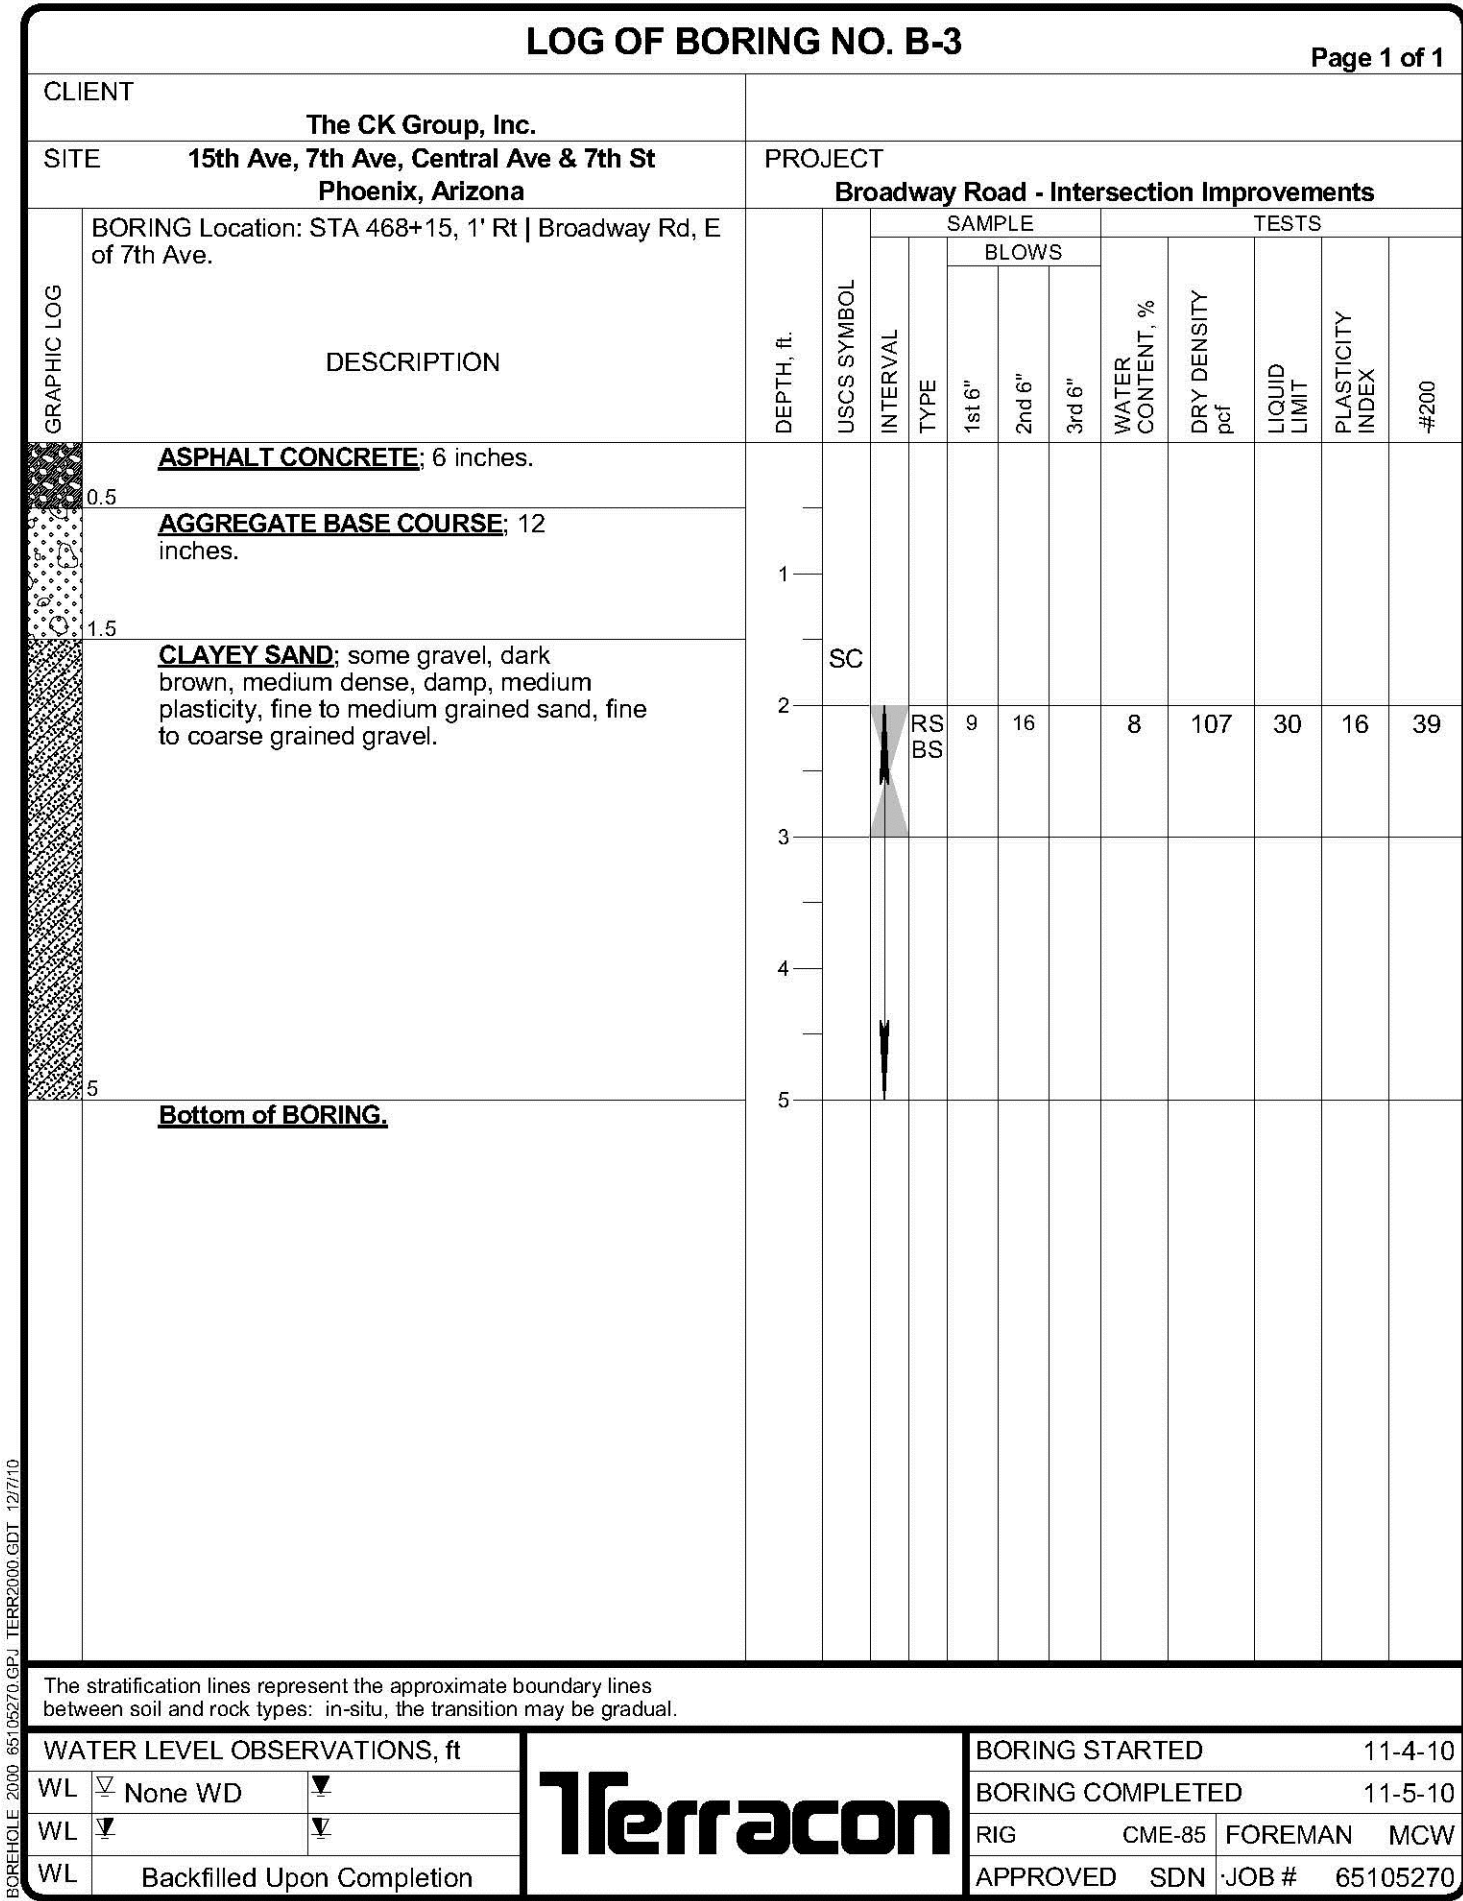 LOG OF BORING NO. B-3
Page 1 of 1
CLIENT
The CK Group, Inc.
SITE
15th Ave, 7th Ave, Central Ave & 7th St
Phoenix, Arizona
PROJECT
Broadway Road - Intersection Improvements
GRAPHIC LOG
BORING Location: STA 468+15, 1' Rt | Broadway Rd, E
of 7th Ave.
DESCRIPTION
DEPTH, ft.
USCS SYMBOL
SAMPLE
INTERVAL
TYPE
BLOWS
1st 6"
2nd 6"
3rd 6"
TESTS
WATER
CONTENT, %
DRY DENSITY
pcf
LIQUID
LIMIT
PLASTICITY
INDEX
-#200
ASPHALT CONCRETE; 6 inches.
0.5
AGGREGATE BASE COURSE; 12
inches.
1
1.5
CLAYEY SAND; some gravel, dark
brown, medium dense, damp, medium
plasticity, fine to medium grained sand, fine
to coarse grained gravel.
SC
2
RS 9 16 8 107 30 16 39
BS
3
4
5
5
Bottom of BORING.
The stratification lines represent the approximate boundary lines
between soil and rock types: in-situ, the transition may be gradual.
WATER LEVEL OBSERVATIONS, ft
WL None WD
WL
WL Backfilled Upon Completion
Terracon
BORING STARTED 11-4-10
BORING COMPLETED 11-5-10
RIG CME-85 FOREMAN MCW
APPROVED SDN JOB # 65105270
BOREHOLE 2000 65105270.GPJ TERR2000.GDT 12/7/10